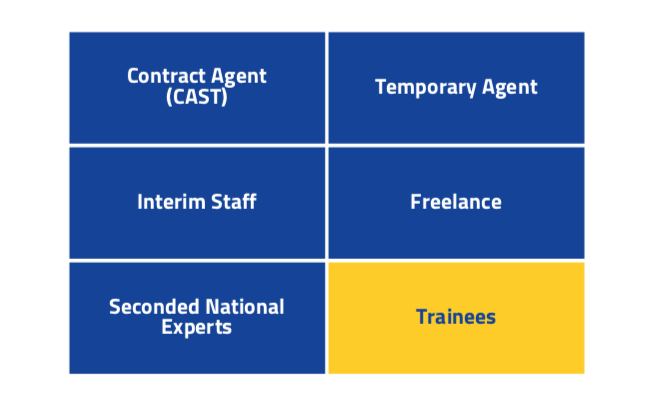 Contract Agent
(CAST)
Temporary Agent
Interim Staff
Freelance
Seconded National
Experts
Trainees